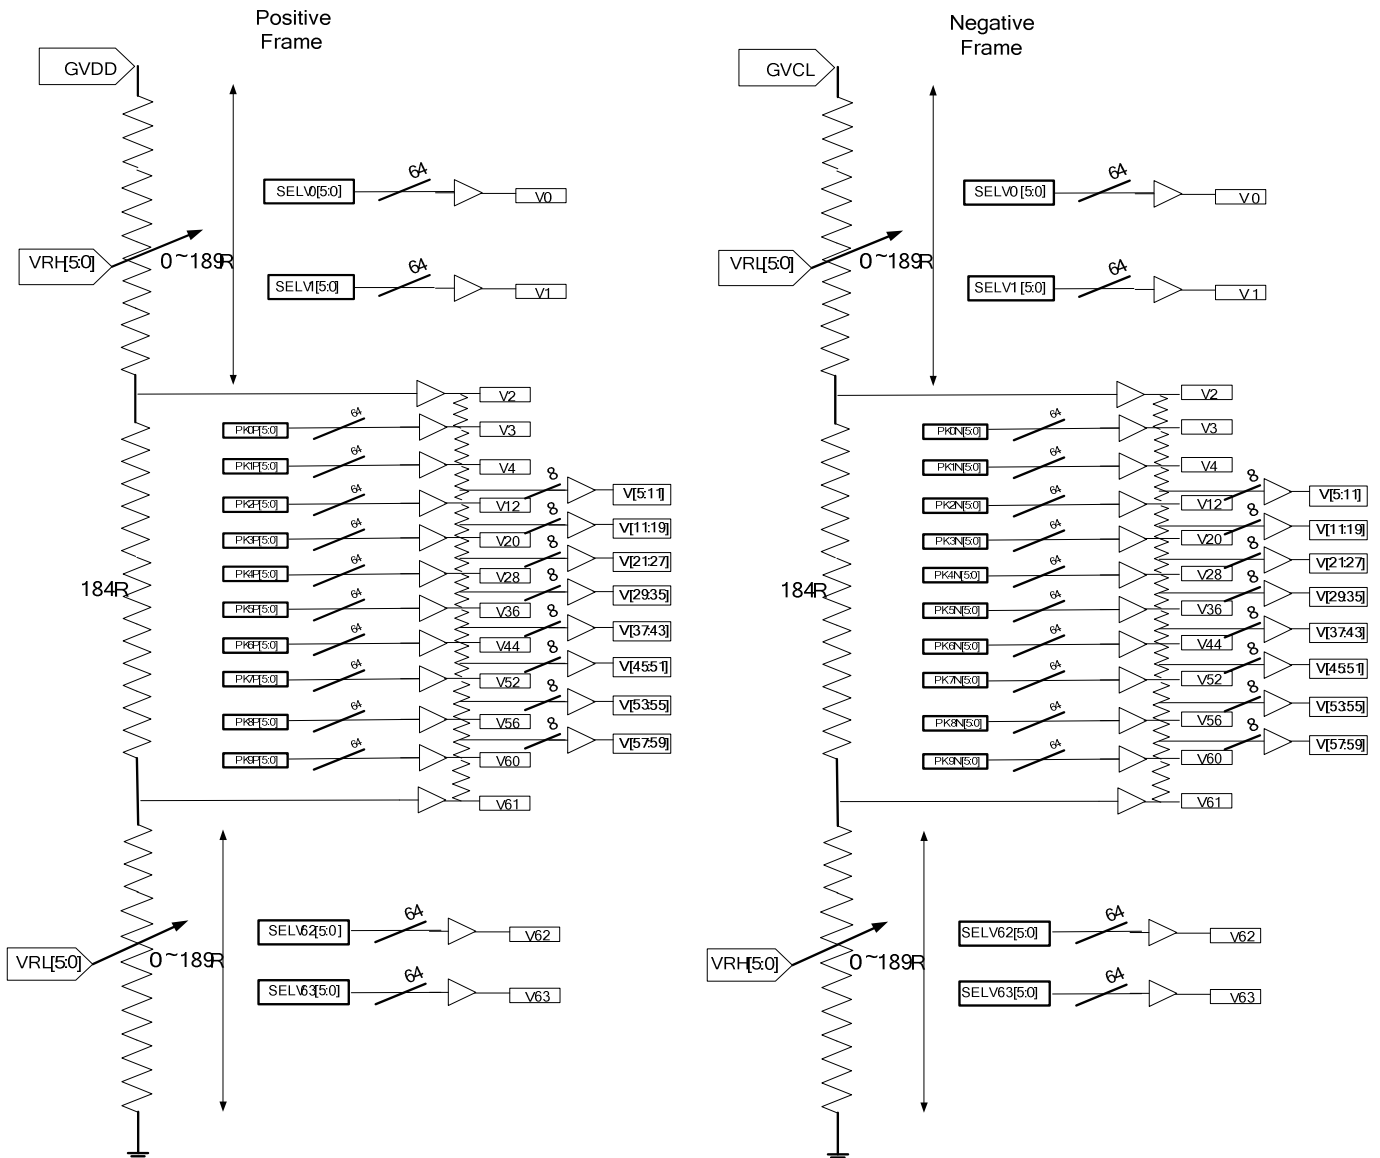 Positive
Frame
GVDD
64
SELV0[5:0]
V0
VRH[5:0]
0~189R
64
SELV1[5:0]
V1
V2
PK0P[5:0]
64
V3
PK1P[5:0]
64
V4
8
V[5:11]
PK2P[5:0]
64
V12
8
V[11:19]
PK3P[5:0]
64
V20
8
V[21:27]
PK4P[5:0]
64
V28
8
V[29:35]
184R
PK5P[5:0]
64
V36
8
V[37:43]
PK6P[5:0]
64
V44
8
V[45:51]
PK7P[5:0]
64
V52
8
V[53:55]
PK8P[5:0]
64
V56
8
V[57:59]
PK9P[5:0]
64
V60
V61
64
SELV62[5:0]
V62
VRL[5:0]
0~189R
64
SELV63[5:0]
V63
Negative
Frame
GVCL
64
SELV0[5:0]
V0
VRL[5:0]
0~189R
64
SELV1[5:0]
V1
V2
PK0N[5:0]
64
V3
PK1N[5:0]
64
V4
8
V[5:11]
PK2N[5:0]
64
V12
8
V[11:19]
PK3N[5:0]
64
V20
8
V[21:27]
PK4N[5:0]
64
V28
8
V[29:35]
184R
PK5N[5:0]
64
V36
8
V[37:43]
PK6N[5:0]
64
V44
8
V[45:51]
PK7N[5:0]
64
V52
8
V[53:55]
PK8N[5:0]
64
V56
8
V[57:59]
PK9N[5:0]
64
V60
V61
64
SELV62[5:0]
V62
VRH[5:0]
0~189R
64
SELV63[5:0]
V63